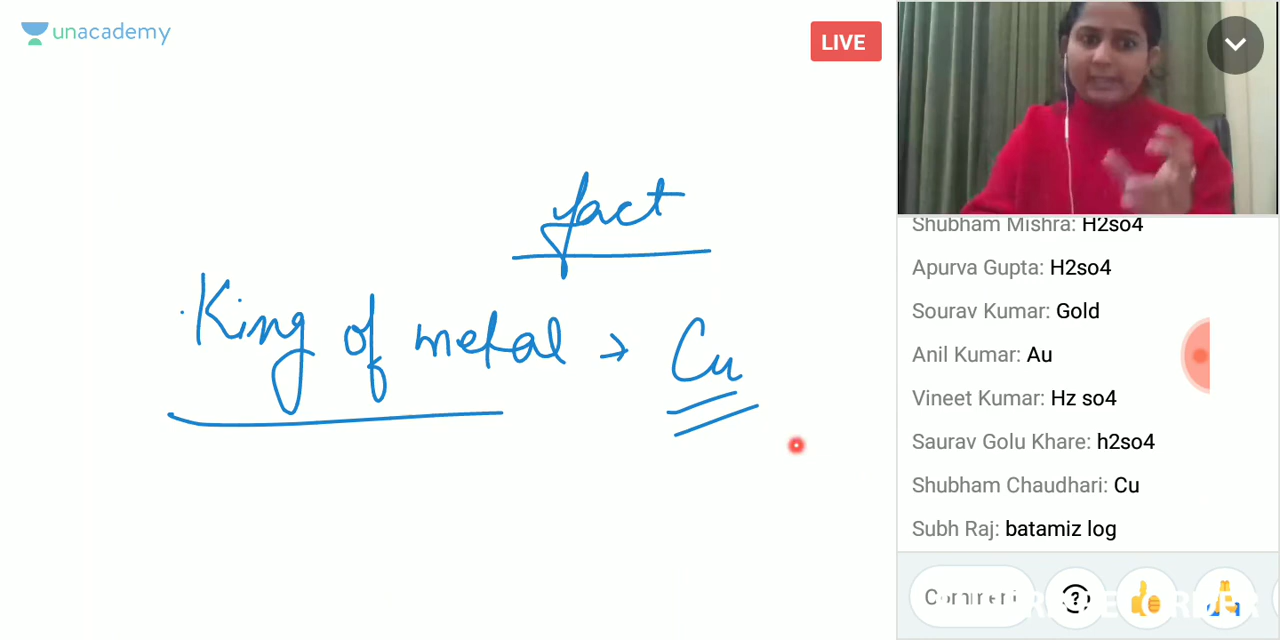 unacademy
LIVE
fact
King of metal → Cu
Shubham Mishra: H2so4
Apurva Gupta: H2so4
Sourav Kumar: Gold
Anil Kumar: Au
Vineet Kumar: Hz so4
Saurav Golu Khare: h2so4
Shubham Chaudhari: Cu
Subh Raj: batamiz log